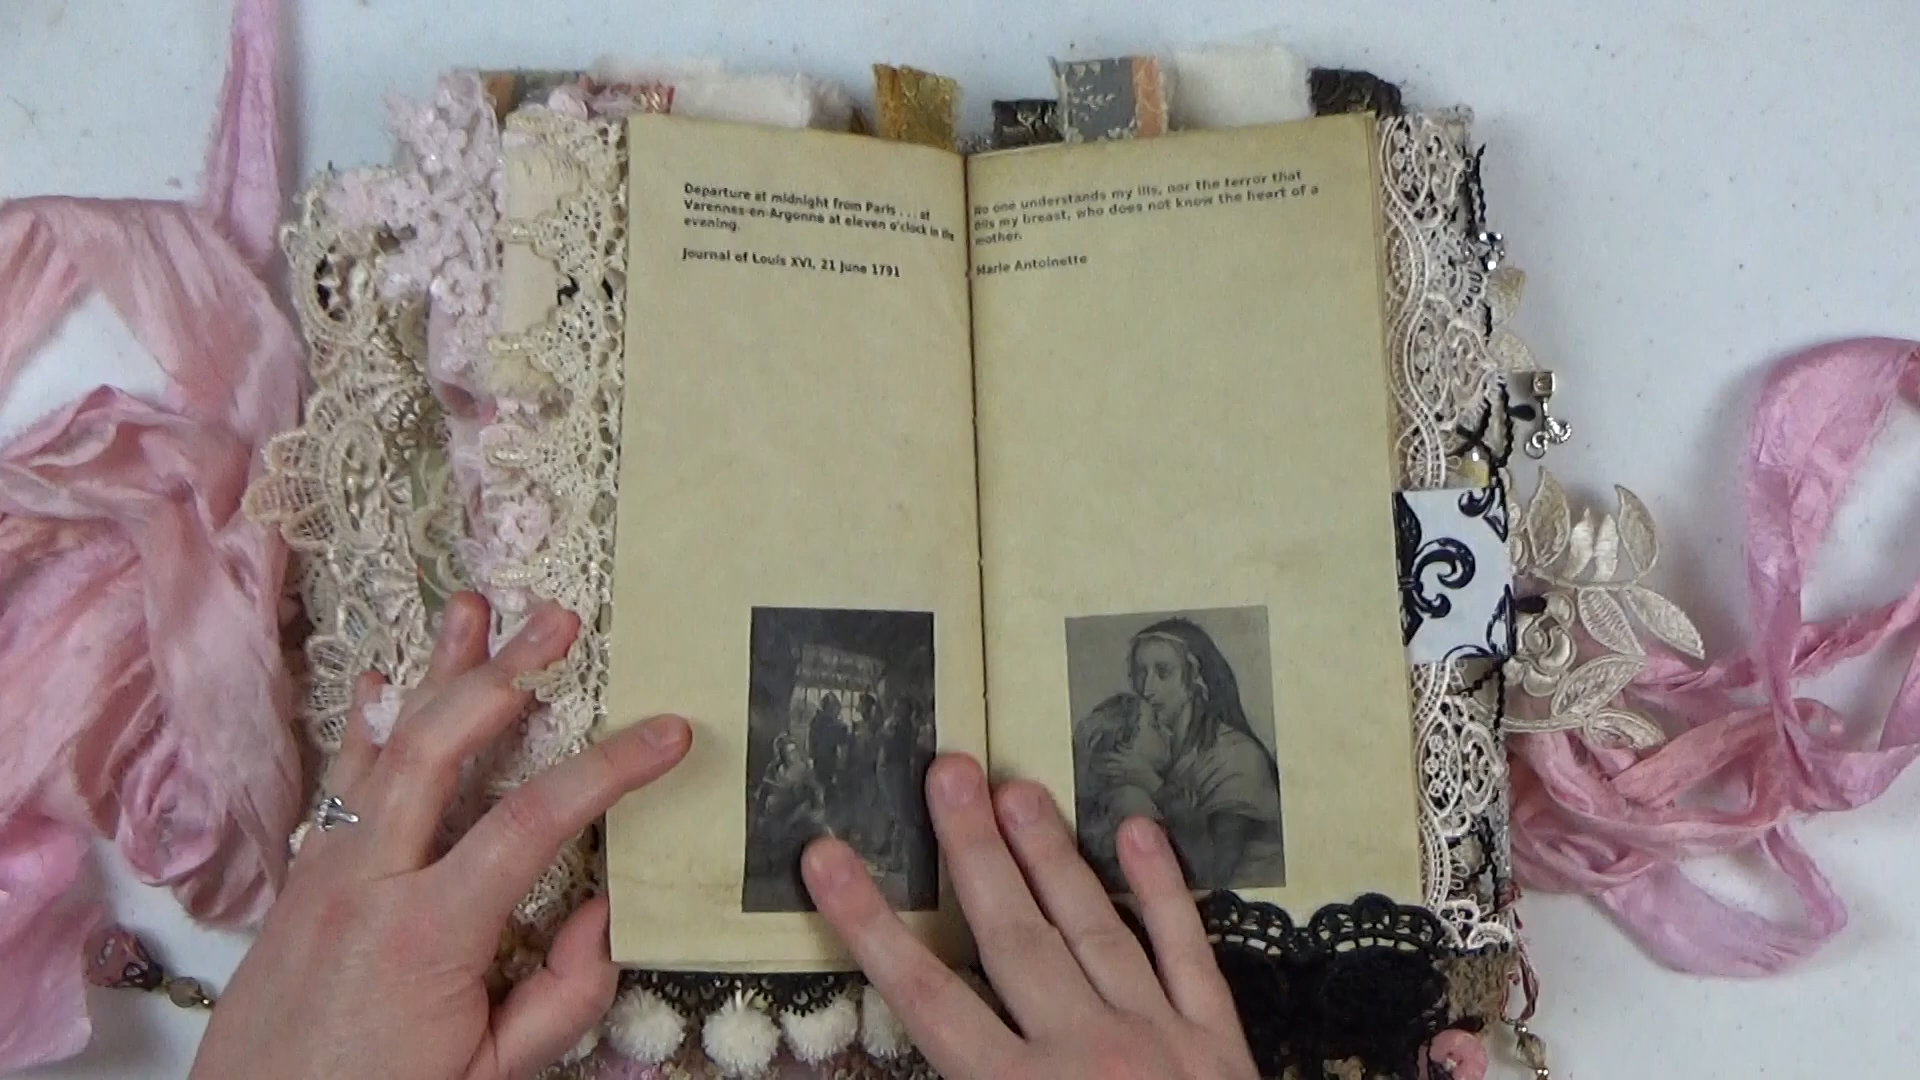 Departure at midnight from Paris . . . at
Varennes-en-Argonne at eleven o'clock in the
evening.
Journal of Louis XVI, 21 June 1791
No one understands my ills, nor the terror that
fills my breast, who does not know the heart of a
mother.
Marie Antoinette